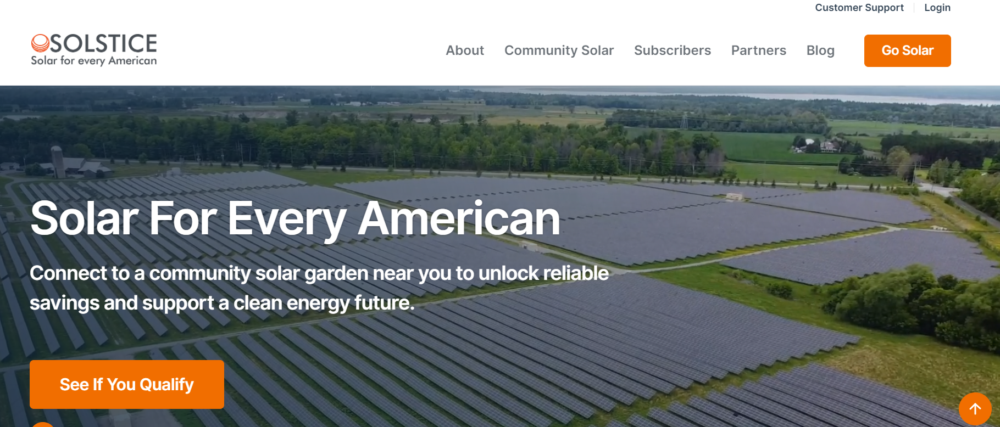 Customer Support
Login
SOLSTICE
Solar for every American
About
Community Solar
Subscribers
Partners
Blog
Go Solar
Solar For Every American
Connect to a community solar garden near you to unlock reliable
savings and support a clean energy future.
See If You Qualify